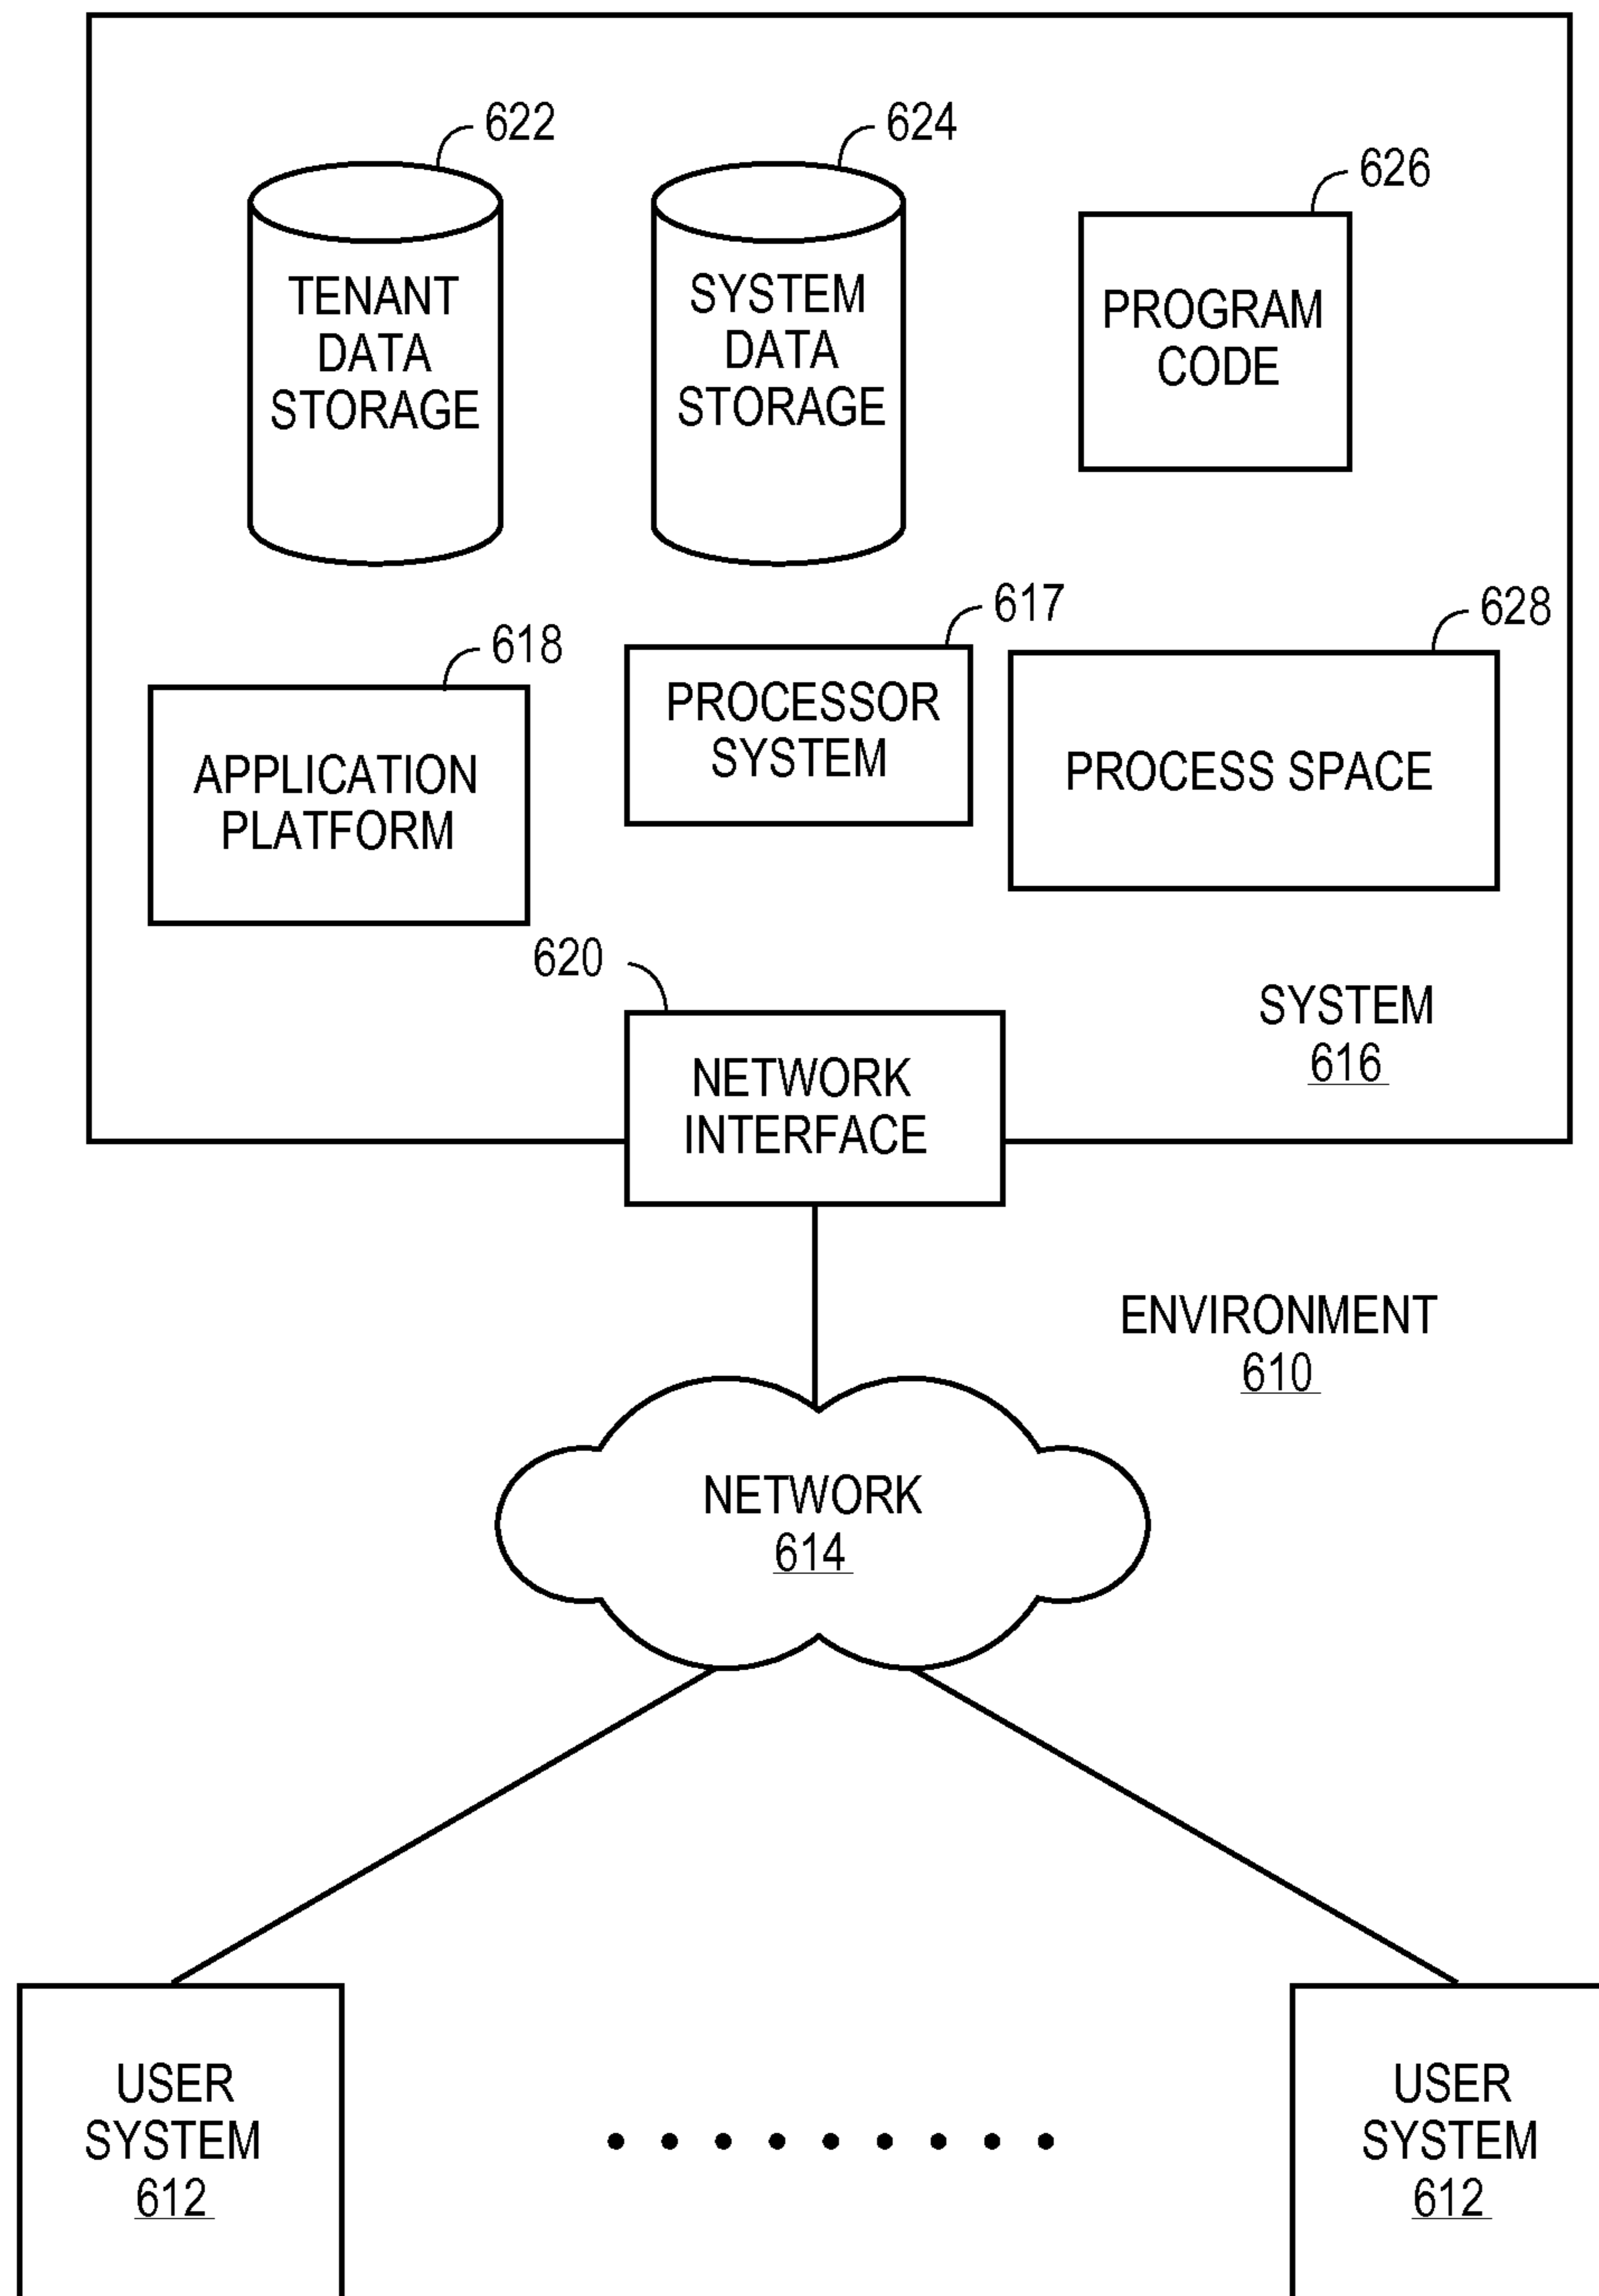 622
624
626
TENANT
DATA
STORAGE
SYSTEM
DATA
STORAGE
PROGRAM
CODE
618
617
628
APPLICATION
PLATFORM
PROCESSOR
SYSTEM
PROCESS SPACE
620
NETWORK
INTERFACE
SYSTEM
616
ENVIRONMENT
610
NETWORK
614
USER
SYSTEM
612
USER
SYSTEM
612